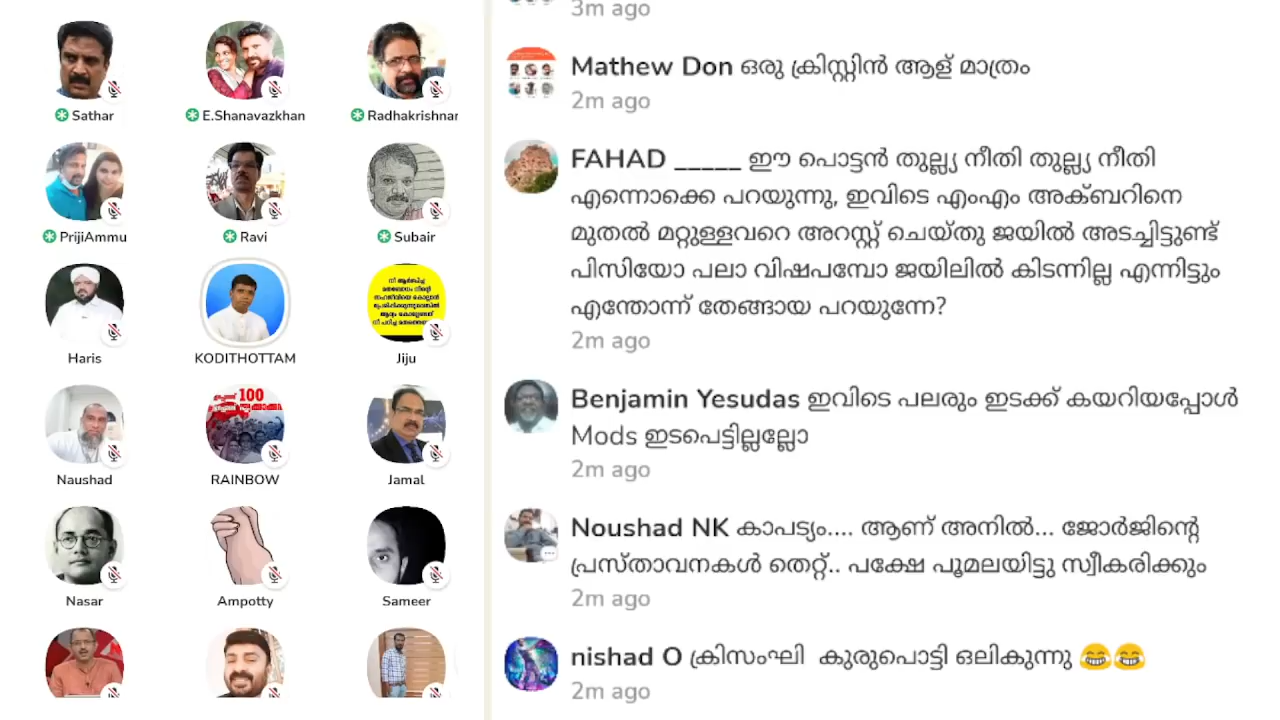 Sathar
E.Shanavazkhan
Radhakrishnar
PrijiAmmu
Ravi
Subair
Haris
KODITHOTTAM
Jiju
Naushad
RAINBOW
100
Jamal
Nasar
Ampotty
Sameer
3m ago
Mathew Don ഒരു ക്രിസ്റ്റിൻ ആള് മാത്രം
2m ago
FAHAD _____ ഈ പൊട്ടൻ തുല്ല്യ നീതി തുല്ല്യ നീതി
എന്നൊക്കെ പറയുന്നു, ഇവിടെ എംഎം അക്ബറിനെ
മുതൽ മറ്റുള്ളവറെ അറസ്റ്റ് ചെയ്തു ജയിൽ അടച്ചിട്ടുണ്ട്
പിസിയോ പലാ വിഷപമ്പോ ജയിലിൽ കിടന്നില്ല എന്നിട്ടും
എന്തോന്ന് തേങ്ങായ പറയുന്നേ?
2m ago
Benjamin Yesudas ഇവിടെ പലരും ഇടക്ക് കയറിയപ്പോൾ
Mods ഇടപെട്ടില്ലല്ലോ
2m ago
Noushad NK കാപട്യം.... ആണ് അനിൽ... ജോർജിന്റെ
പ്രസ്താവനകൾ തെറ്റ്.. പക്ഷേ പൂമലയിട്ടു സ്വീകരിക്കും
2m ago
nishad O ക്രിസംഘി കുരുപൊട്ടി ഒലികുന്നു 😂😂
2m ago